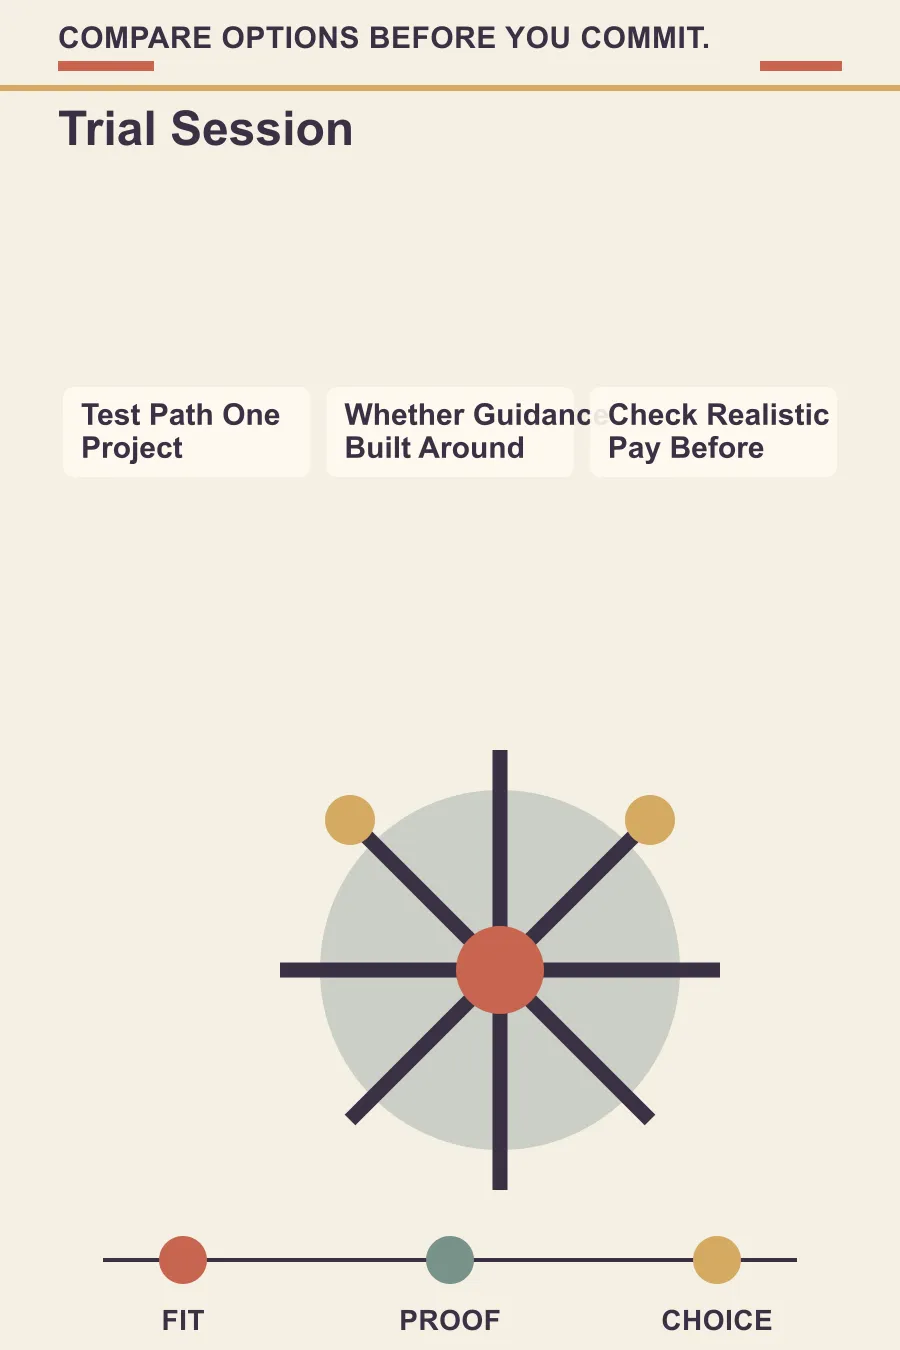 COMPARE OPTIONS BEFORE YOU COMMIT.
Trial Session
Test Path One
Project
Whether Guidance
Built Around
Check Realistic
Pay Before
FIT
PROOF
CHOICE